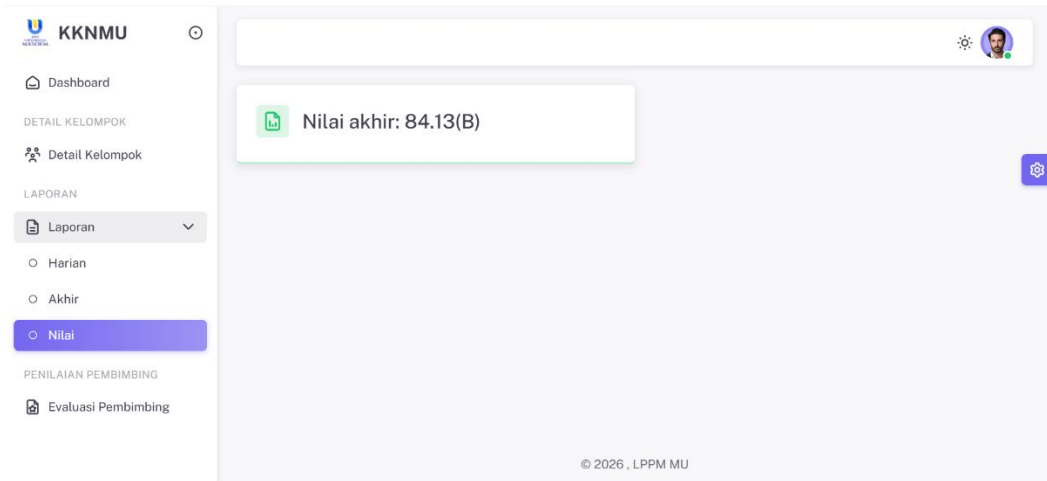 KKNMU
Dashboard
DETAIL KELOMPOK
Detail Kelompok
LAPORAN
Laporan
Harian
Akhir
Nilai
PENILAIAN PEMBIMBING
Evaluasi Pembimbing
Nilai akhir: 84.13(B)
© 2026 , LPPM MU